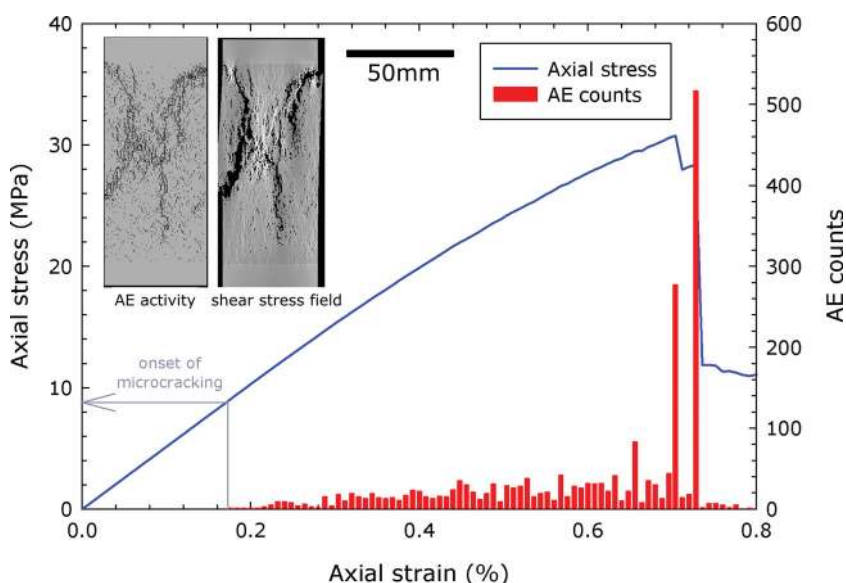 40
30
20
10
0
Axial stress (MPa)
600
500
400
300
200
100
0
AE counts
50mm
Axial stress
AE counts
AE activity
shear stress field
onset of
microcracking
0.0
0.2
0.4
0.6
0.8
Axial strain (%)